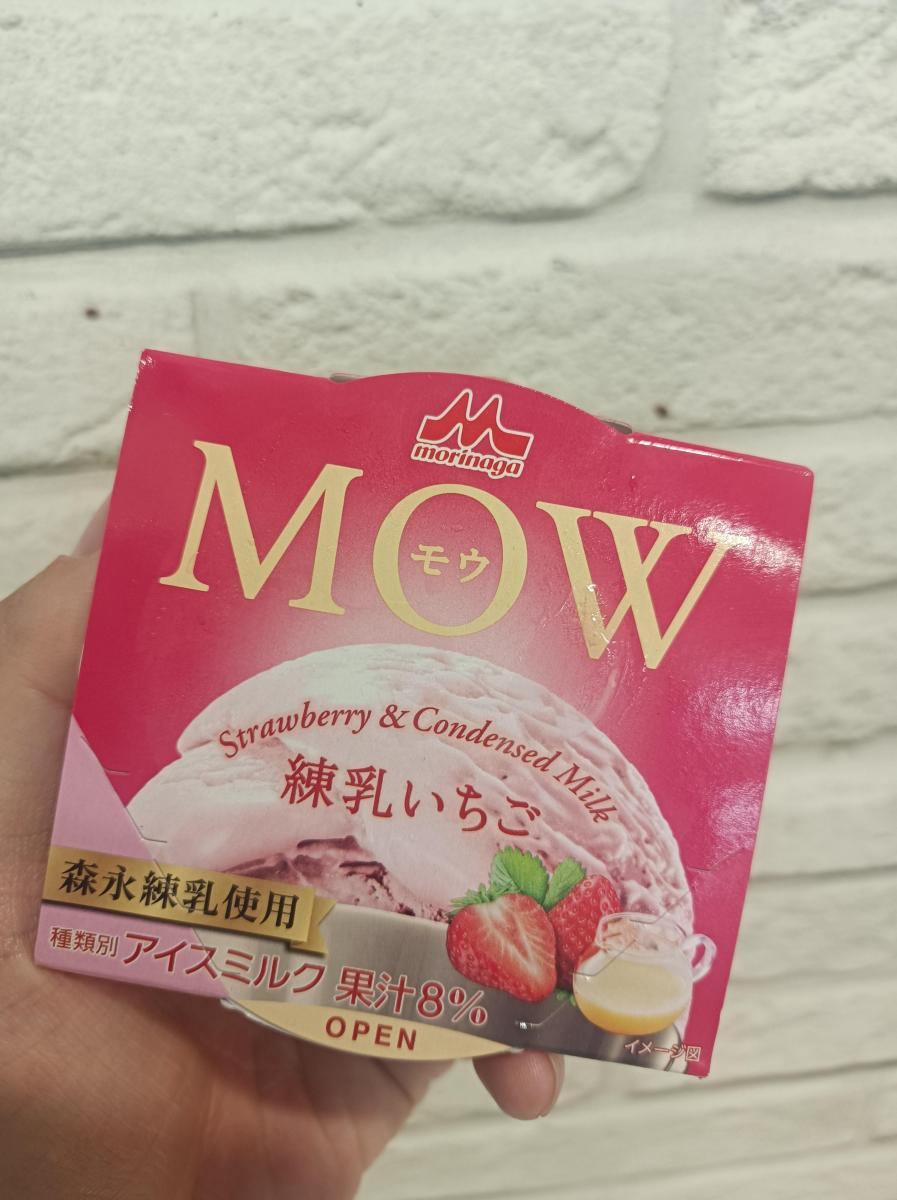 morinaga
MOW
モウ
Strawberry & Condensed Milk
練乳いちご
森永練乳使用
種類別 アイスミルク 果汁8%
OPEN
イメージ図